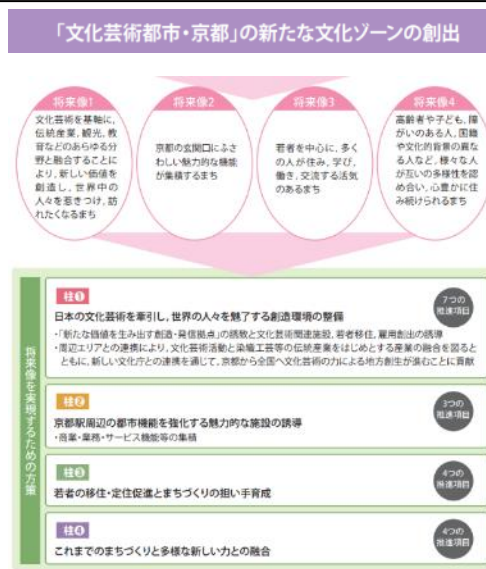 「文化芸術都市・京都」の新たな文化ゾーンの創出
将来像1
文化芸術を基軸に,
伝統産業、観光、教
育などのあらゆる分
野と融合することに
より、新しい価値を
創造し、世界中の
人々を惹きつけ、訪
れたくなるまち
将来像2
京都の玄関口にふさ
わしい魅力的な機能
が集積するまち
将来像3
若者を中心に、多く
の人が住み、学び、
働き、交流する活気
のあるまち
将来像4
高齢者や子ども、障
がいのある人、国籍
や文化的背景の異な
る人など、様々な人
が互いの多様性を認
め合い、心豊かに住
み続けられるまち
将来像を実現するための方策
柱❶
日本の文化芸術を牽引し、世界の人々を魅了する創造環境の整備
・「新たな価値を生み出す創造・発信拠点」の誘致と文化芸術関連施設、若者移住、雇用創出の誘導
・周辺エリアとの連携により、文化芸術活動と染織工芸等の伝統産業をはじめとする産業の融合を図ると
ともに、新しい文化庁との連携を通じて、京都から全国へ文化芸術の力による地方創生が進むことに貢献
7つの
推進項目
柱❷
京都駅周辺の都市機能を強化する魅力的な施設の誘導
・商業・業務・サービス機能等の集積
3つの
推進項目
柱❸
若者の移住・定住促進とまちづくりの担い手育成
4つの
推進項目
柱❹
これまでのまちづくりと多様な新しい力との融合
4つの
推進項目